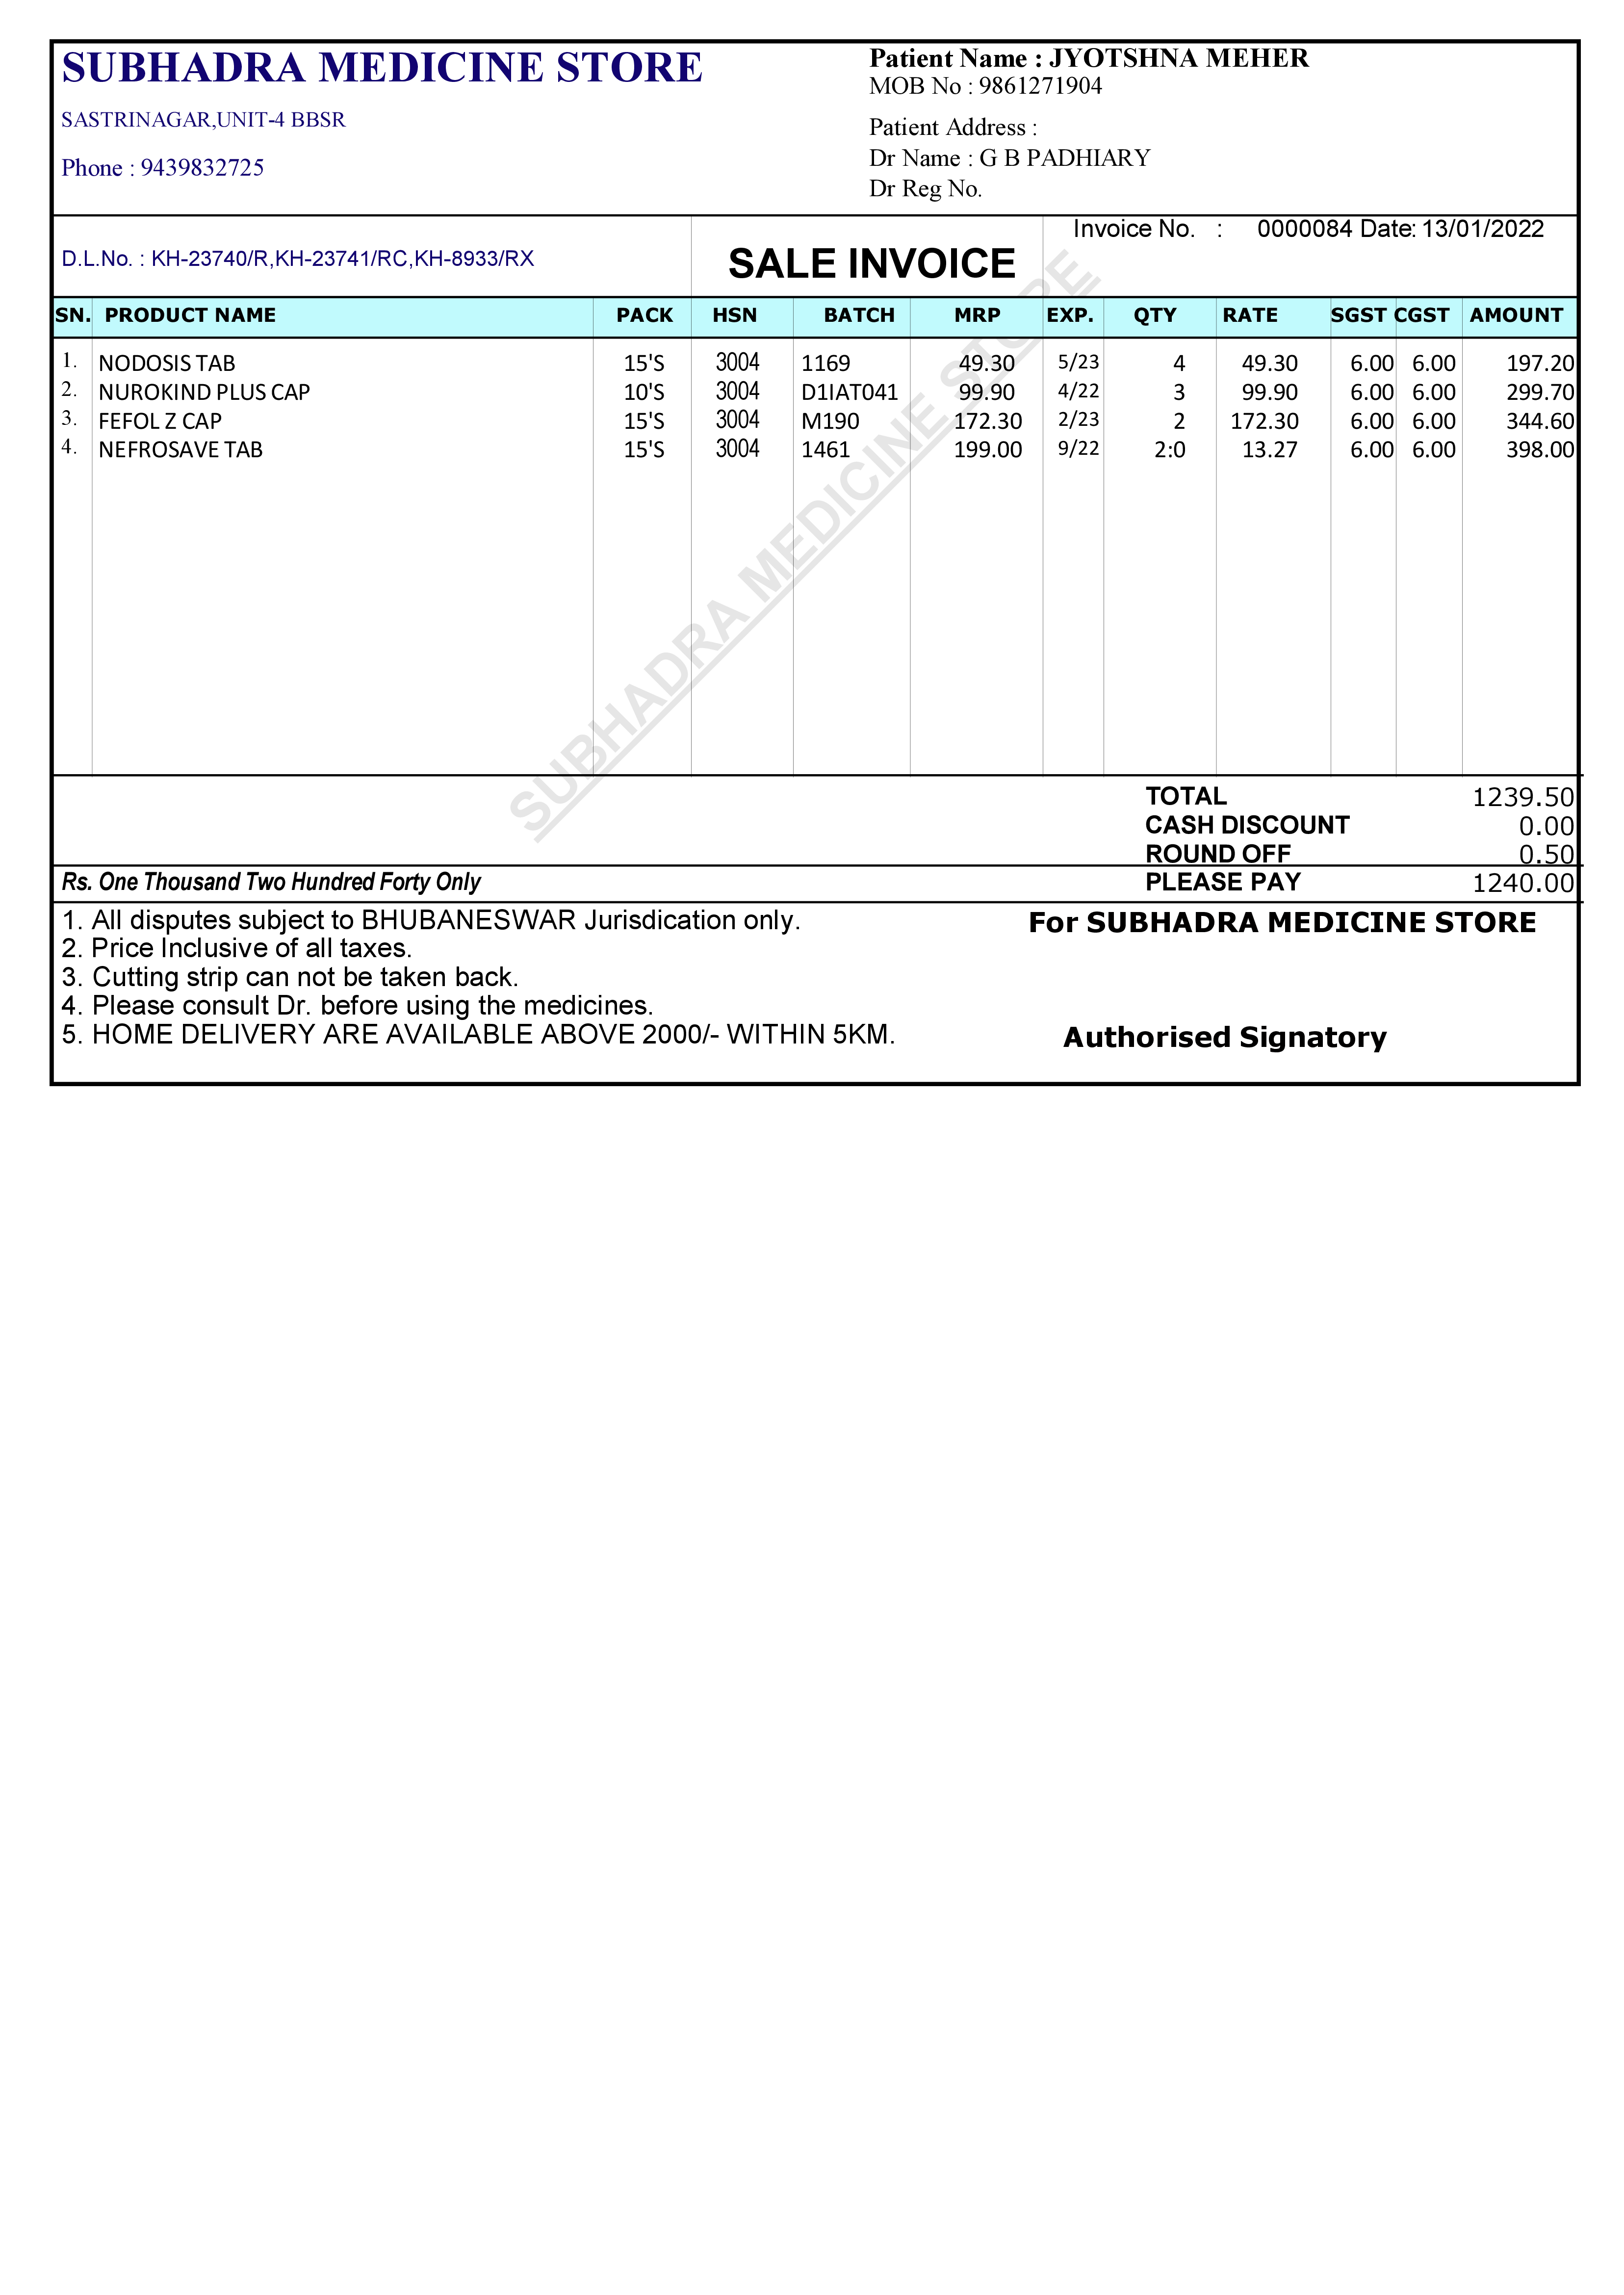 SUBHADRA MEDICINE STORE
SASTRINAGAR,UNIT-4 BBSR
Phone : 9439832725
Patient Name : JYOTSHNA MEHER
MOB No : 9861271904
Patient Address :
Dr Name : G B PADHIARY
Dr Reg No.
D.L.No. : KH-23740/R,KH-23741/RC,KH-8933/RX
SALE INVOICE
Invoice No. : 0000084 Date: 13/01/2022
SN. PRODUCT NAME PACK HSN BATCH MRP EXP. QTY RATE SGST CGST AMOUNT
1. NODOSIS TAB 15'S 3004 1169 49.30 5/23 4 49.30 6.00 6.00 197.20
2. NUROKIND PLUS CAP 10'S 3004 D1IAT041 99.90 4/22 3 99.90 6.00 6.00 299.70
3. FEFOL Z CAP 15'S 3004 M190 172.30 2/23 2 172.30 6.00 6.00 344.60
4. NEFROSAVE TAB 15'S 3004 1461 199.00 9/22 2:0 13.27 6.00 6.00 398.00
SUBHADRA MEDICINE STORE
TOTAL 1239.50
CASH DISCOUNT 0.00
ROUND OFF 0.50
Rs. One Thousand Two Hundred Forty Only PLEASE PAY 1240.00
1. All disputes subject to BHUBANESWAR Jurisdication only.
2. Price Inclusive of all taxes.
3. Cutting strip can not be taken back.
4. Please consult Dr. before using the medicines.
5. HOME DELIVERY ARE AVAILABLE ABOVE 2000/- WITHIN 5KM.
For SUBHADRA MEDICINE STORE
Authorised Signatory